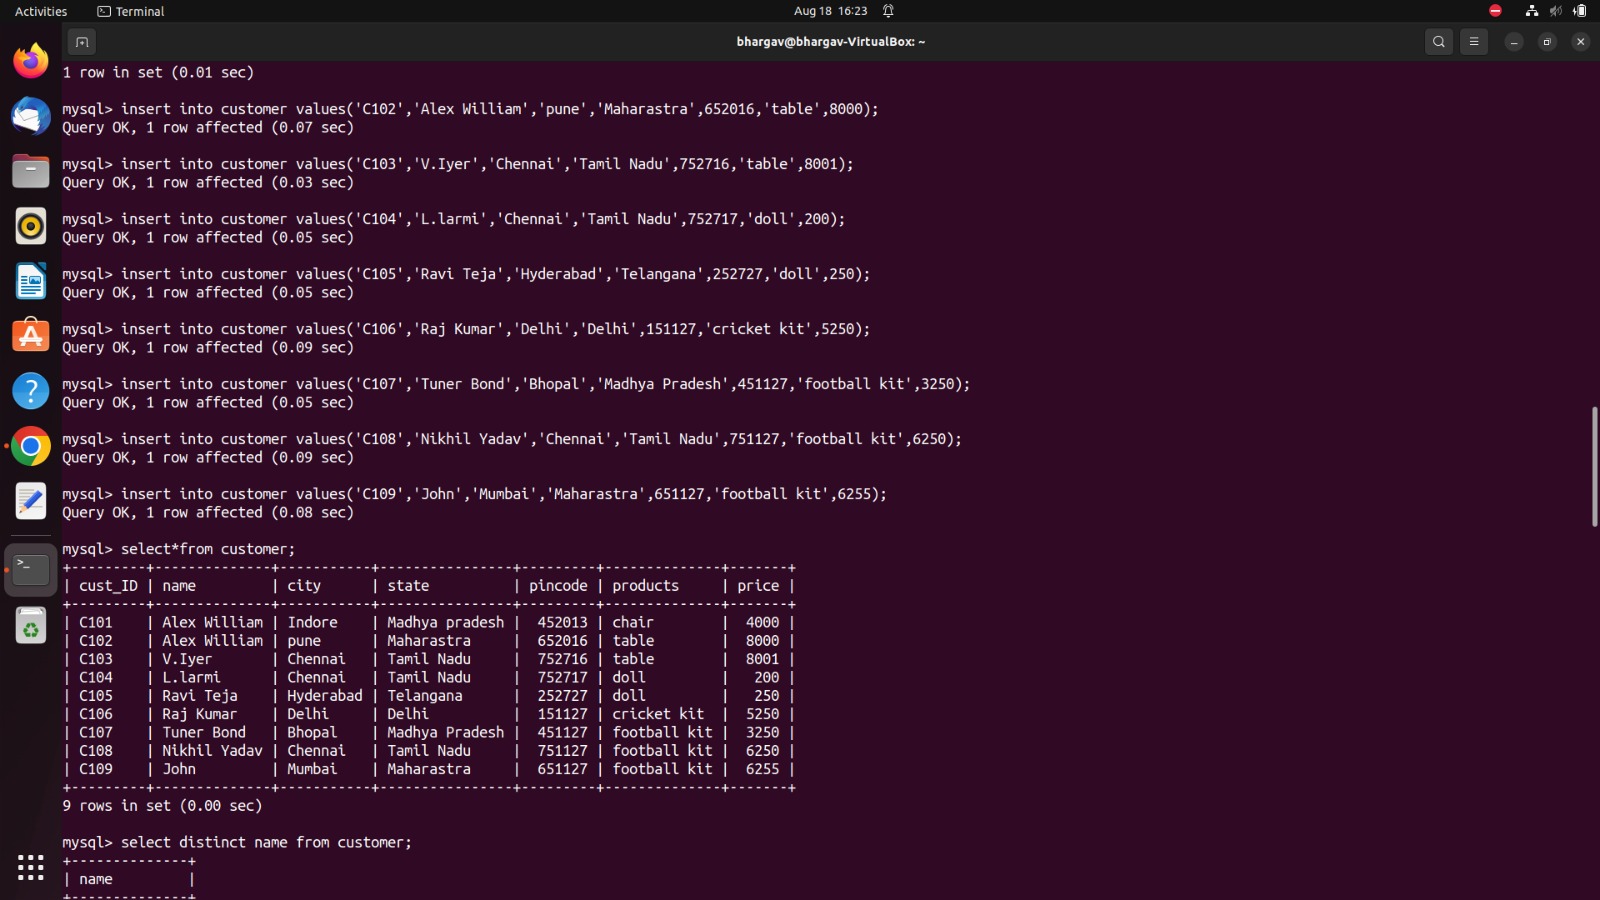 Activities Terminal Aug 18 16:23
bhargav@bhargav-VirtualBox: ~
1 row in set (0.01 sec)
mysql> insert into customer values('C102','Alex William','pune','Maharastra',652016,'table',8000);
Query OK, 1 row affected (0.07 sec)
mysql> insert into customer values('C103','V.Iyer','Chennai','Tamil Nadu',752716,'table',8001);
Query OK, 1 row affected (0.03 sec)
mysql> insert into customer values('C104','L.larmi','Chennai','Tamil Nadu',752717,'doll',200);
Query OK, 1 row affected (0.05 sec)
mysql> insert into customer values('C105','Ravi Teja','Hyderabad','Telangana',252727,'doll',250);
Query OK, 1 row affected (0.05 sec)
mysql> insert into customer values('C106','Raj Kumar','Delhi','Delhi',151127,'cricket kit',5250);
Query OK, 1 row affected (0.09 sec)
mysql> insert into customer values('C107','Tuner Bond','Bhopal','Madhya Pradesh',451127,'football kit',3250);
Query OK, 1 row affected (0.05 sec)
mysql> insert into customer values('C108','Nikhil Yadav','Chennai','Tamil Nadu',751127,'football kit',6250);
Query OK, 1 row affected (0.09 sec)
mysql> insert into customer values('C109','John','Mumbai','Maharastra',651127,'football kit',6255);
Query OK, 1 row affected (0.08 sec)
mysql> select*from customer;
+---------+--------------+-----------+----------------+---------+--------------+-------+
| cust_ID | name         | city      | state          | pincode | products     | price |
+---------+--------------+-----------+----------------+---------+--------------+-------+
| C101    | Alex William | Indore    | Madhya pradesh |  452013 | chair        |  4000 |
| C102    | Alex William | pune      | Maharastra     |  652016 | table        |  8000 |
| C103    | V.Iyer       | Chennai   | Tamil Nadu     |  752716 | table        |  8001 |
| C104    | L.larmi      | Chennai   | Tamil Nadu     |  752717 | doll         |   200 |
| C105    | Ravi Teja    | Hyderabad | Telangana      |  252727 | doll         |   250 |
| C106    | Raj Kumar    | Delhi     | Delhi          |  151127 | cricket kit  |  5250 |
| C107    | Tuner Bond   | Bhopal    | Madhya Pradesh |  451127 | football kit |  3250 |
| C108    | Nikhil Yadav | Chennai   | Tamil Nadu     |  751127 | football kit |  6250 |
| C109    | John         | Mumbai    | Maharastra     |  651127 | football kit |  6255 |
+---------+--------------+-----------+----------------+---------+--------------+-------+
9 rows in set (0.00 sec)
mysql> select distinct name from customer;
+--------------+
| name         |
+--------------+